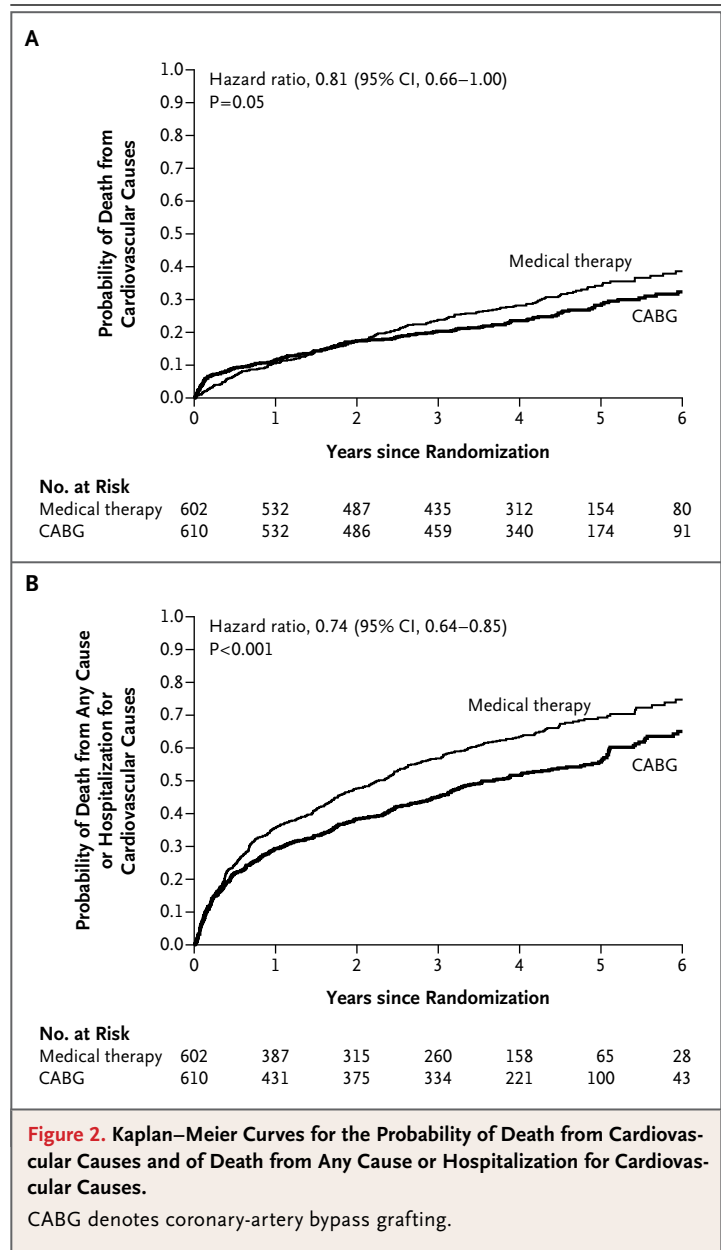 A
Hazard ratio, 0.81 (95% CI, 0.66–1.00)
P=0.05
Probability of Death from
Cardiovascular Causes
1.0
0.9
0.8
0.7
0.6
0.5
0.4
0.3
0.2
0.1
0.0
Medical therapy
CABG
0 1 2 3 4 5 6
Years since Randomization
No. at Risk
Medical therapy 602 532 487 435 312 154 80
CABG 610 532 486 459 340 174 91
B
Hazard ratio, 0.74 (95% CI, 0.64–0.85)
P<0.001
Probability of Death from Any Cause
or Hospitalization for
Cardiovascular Causes
1.0
0.9
0.8
0.7
0.6
0.5
0.4
0.3
0.2
0.1
0.0
Medical therapy
CABG
0 1 2 3 4 5 6
Years since Randomization
No. at Risk
Medical therapy 602 387 315 260 158 65 28
CABG 610 431 375 334 221 100 43
Figure 2. Kaplan–Meier Curves for the Probability of Death from Cardiovas-
cular Causes and of Death from Any Cause or Hospitalization for Cardiovas-
cular Causes.
CABG denotes coronary-artery bypass grafting.